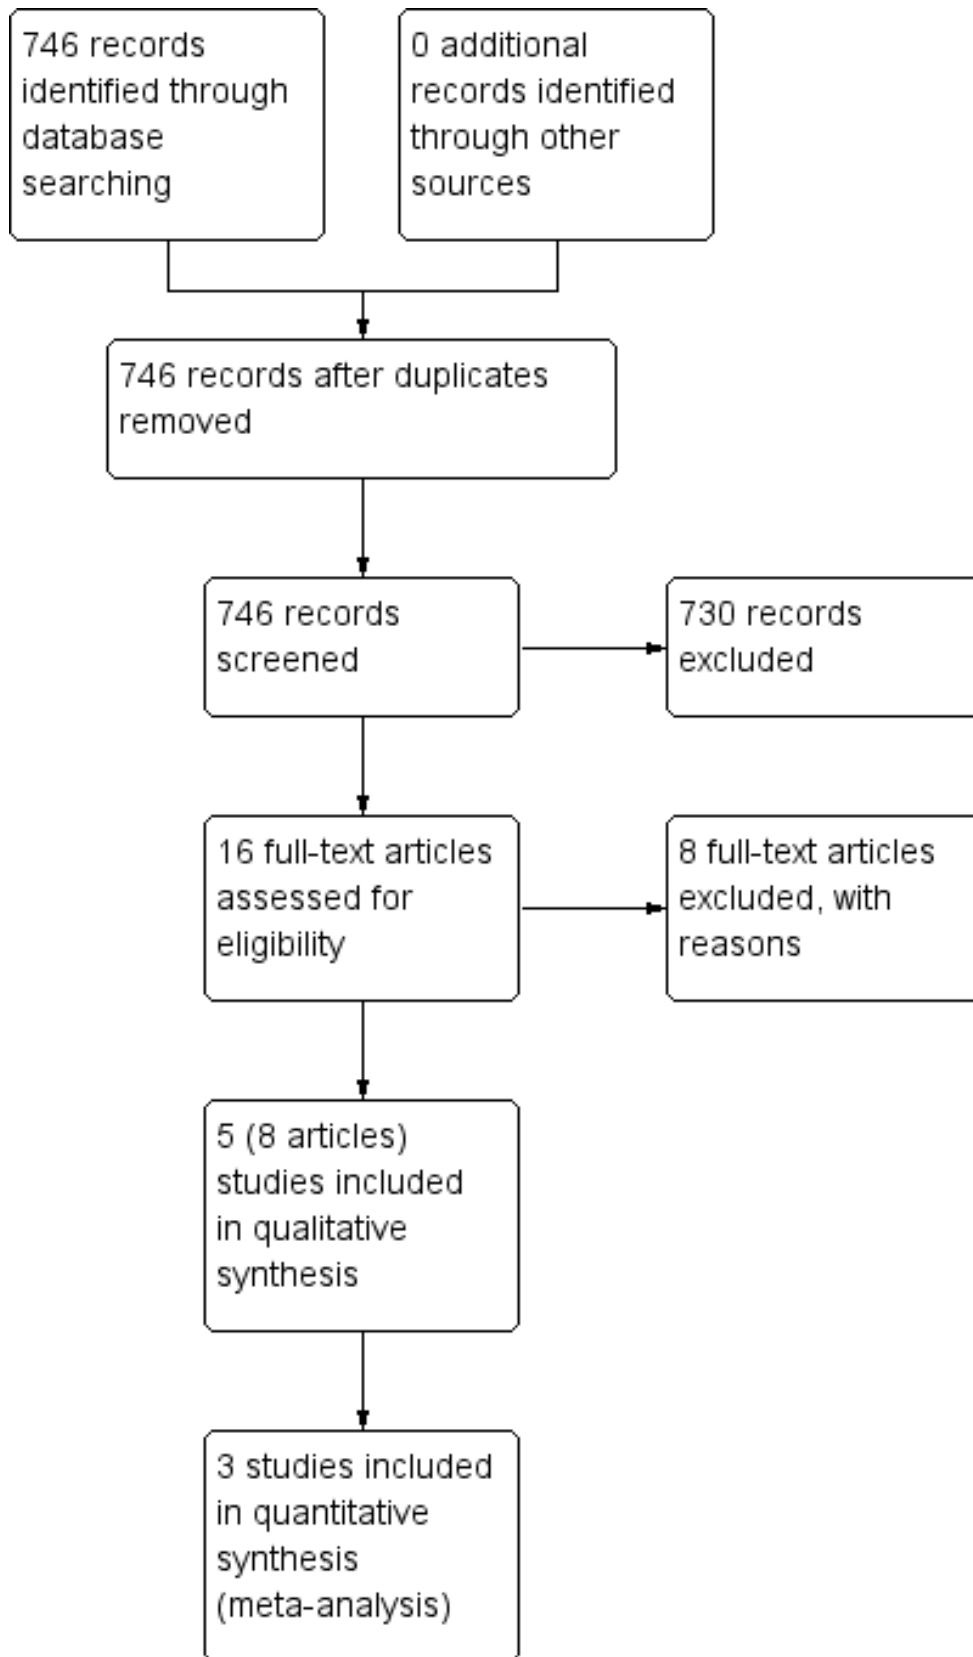 746 records
identified through
database
searching
0 additional
records identified
through other
sources
746 records after duplicates
removed
746 records
screened
730 records
excluded
16 full-text articles
assessed for
eligibility
8 full-text articles
excluded, with
reasons
5 (8 articles)
studies included
in qualitative
synthesis
3 studies included
in quantitative
synthesis
(meta-analysis)